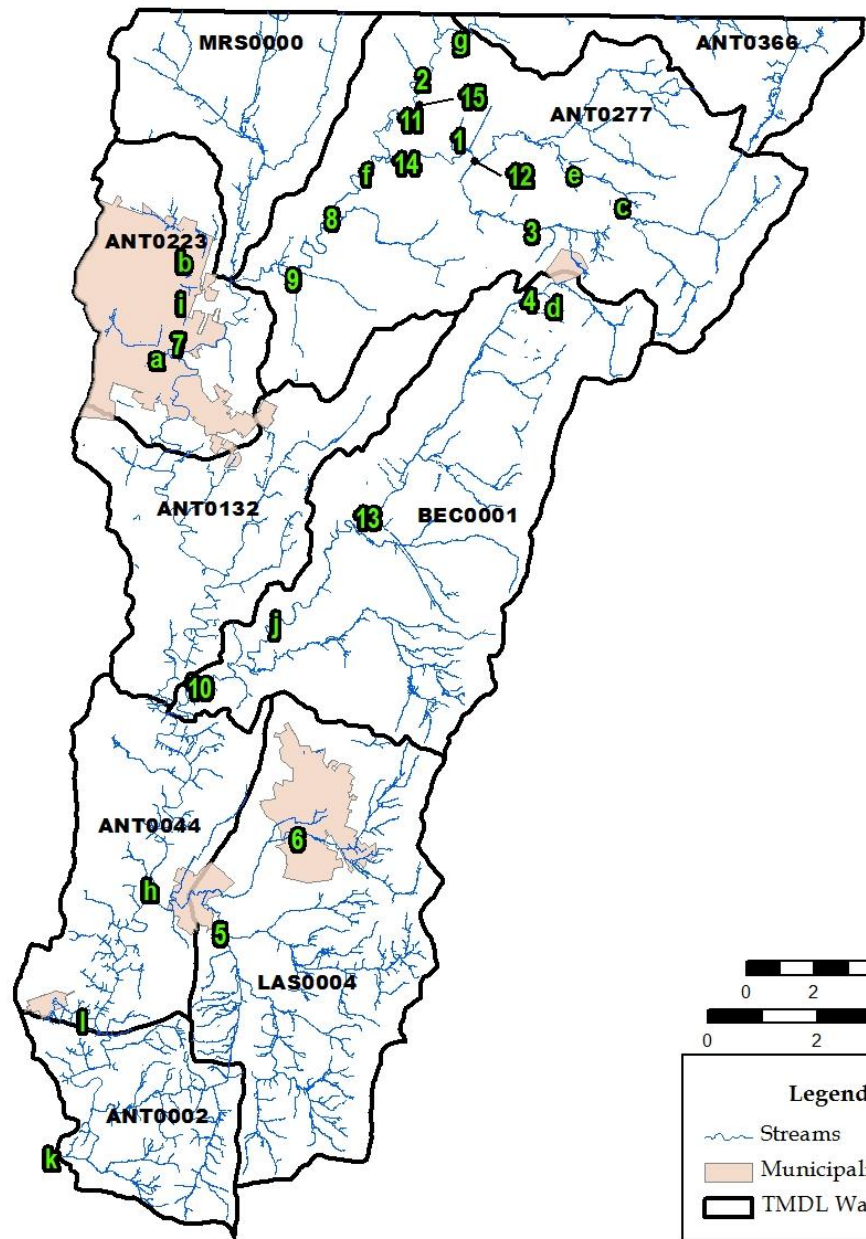 MRS0000
ANT0366
g
2
15
ANT0277
11
1
14
12
f
e
c
8
3
ANT0223
b
9
i
4
d
7
a
ANT0132
13
BEC0001
j
10
ANT0044
6
h
5
LAS0004
l
ANT0002
k
0 2
0 2
Legend
Streams
Municipal
TMDL Wa